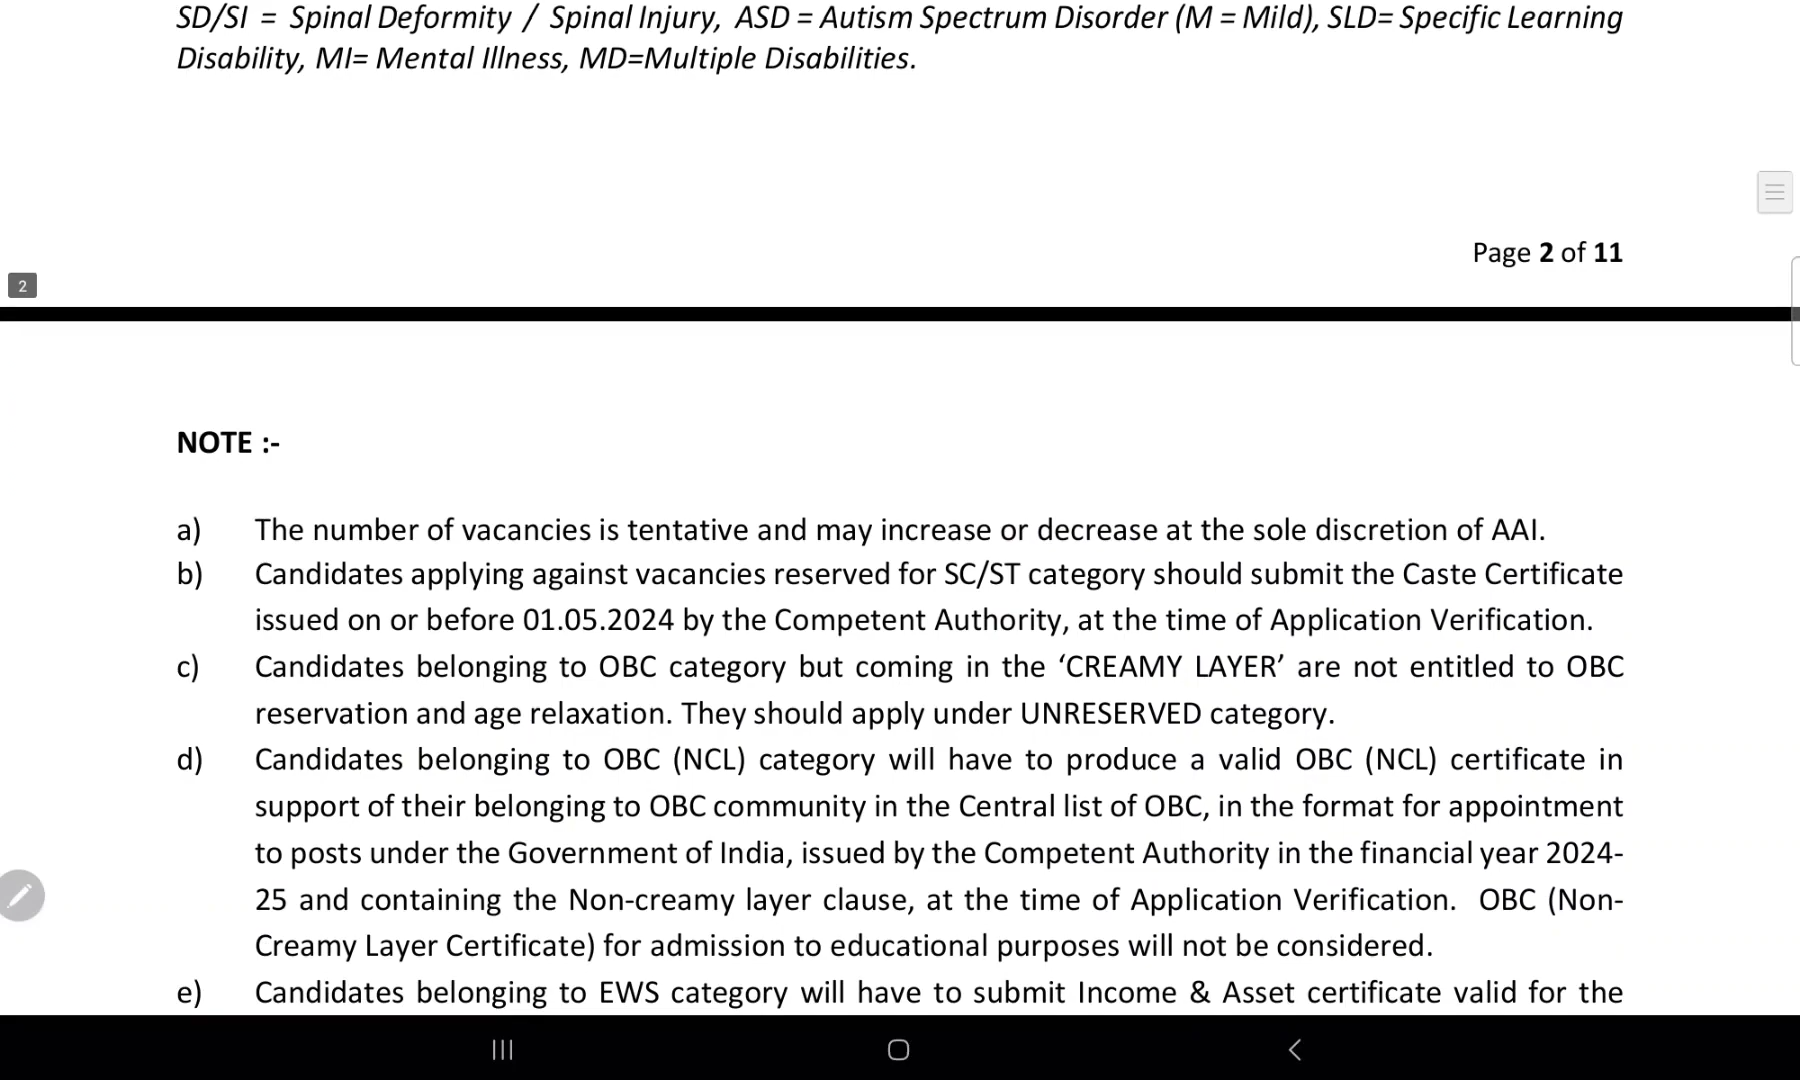 SD/SI = Spinal Deformity / Spinal Injury, ASD = Autism Spectrum Disorder (M = Mild), SLD= Specific Learning
Disability, MI= Mental Illness, MD=Multiple Disabilities.
Page 2 of 11
2
NOTE :-
a) The number of vacancies is tentative and may increase or decrease at the sole discretion of AAI.
b) Candidates applying against vacancies reserved for SC/ST category should submit the Caste Certificate
issued on or before 01.05.2024 by the Competent Authority, at the time of Application Verification.
c) Candidates belonging to OBC category but coming in the ‘CREAMY LAYER’ are not entitled to OBC
reservation and age relaxation. They should apply under UNRESERVED category.
d) Candidates belonging to OBC (NCL) category will have to produce a valid OBC (NCL) certificate in
support of their belonging to OBC community in the Central list of OBC, in the format for appointment
to posts under the Government of India, issued by the Competent Authority in the financial year 2024-
25 and containing the Non-creamy layer clause, at the time of Application Verification. OBC (Non-
Creamy Layer Certificate) for admission to educational purposes will not be considered.
e) Candidates belonging to EWS category will have to submit Income & Asset certificate valid for the